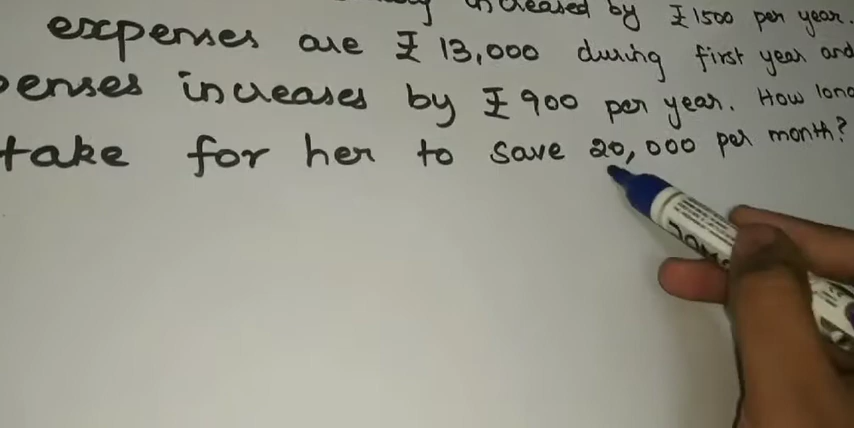 increased by ₹1500 per year.
expenses are ₹ 13,000 during first year and
enses increases by ₹900 per year. How long
take for her to save 20,000 per month?